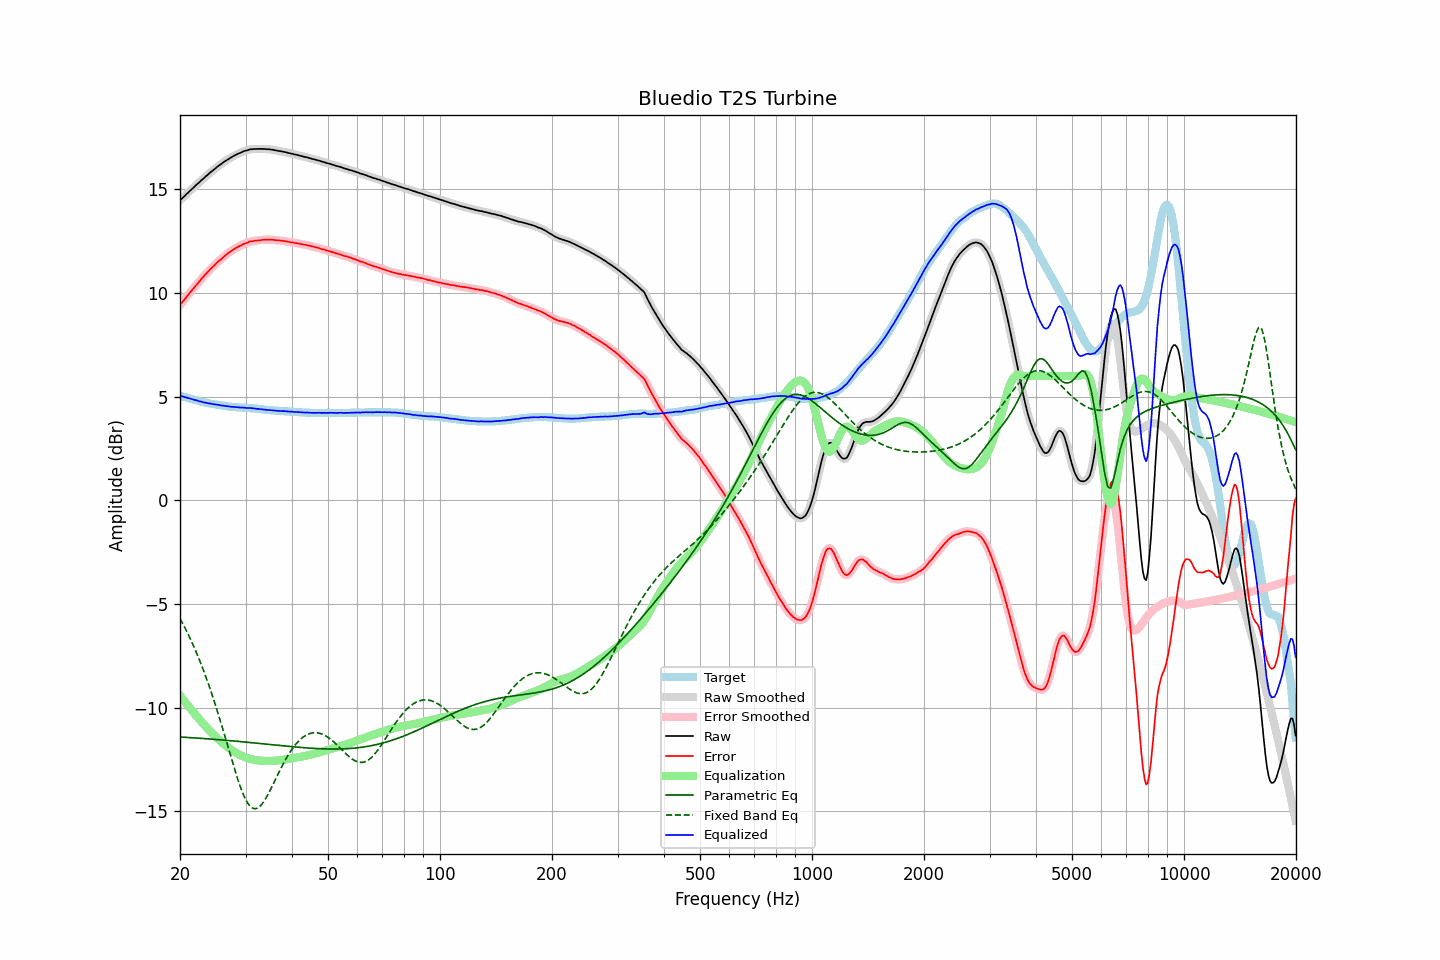 Bluedio T2S Turbine
Amplitude (dBr)
15
10
5
0
−5
−10
−15
Target
Raw Smoothed
Error Smoothed
Raw
Error
Equalization
Parametric Eq
Fixed Band Eq
Equalized
20 50 100 200 500 1000 2000 5000 10000 20000
Frequency (Hz)